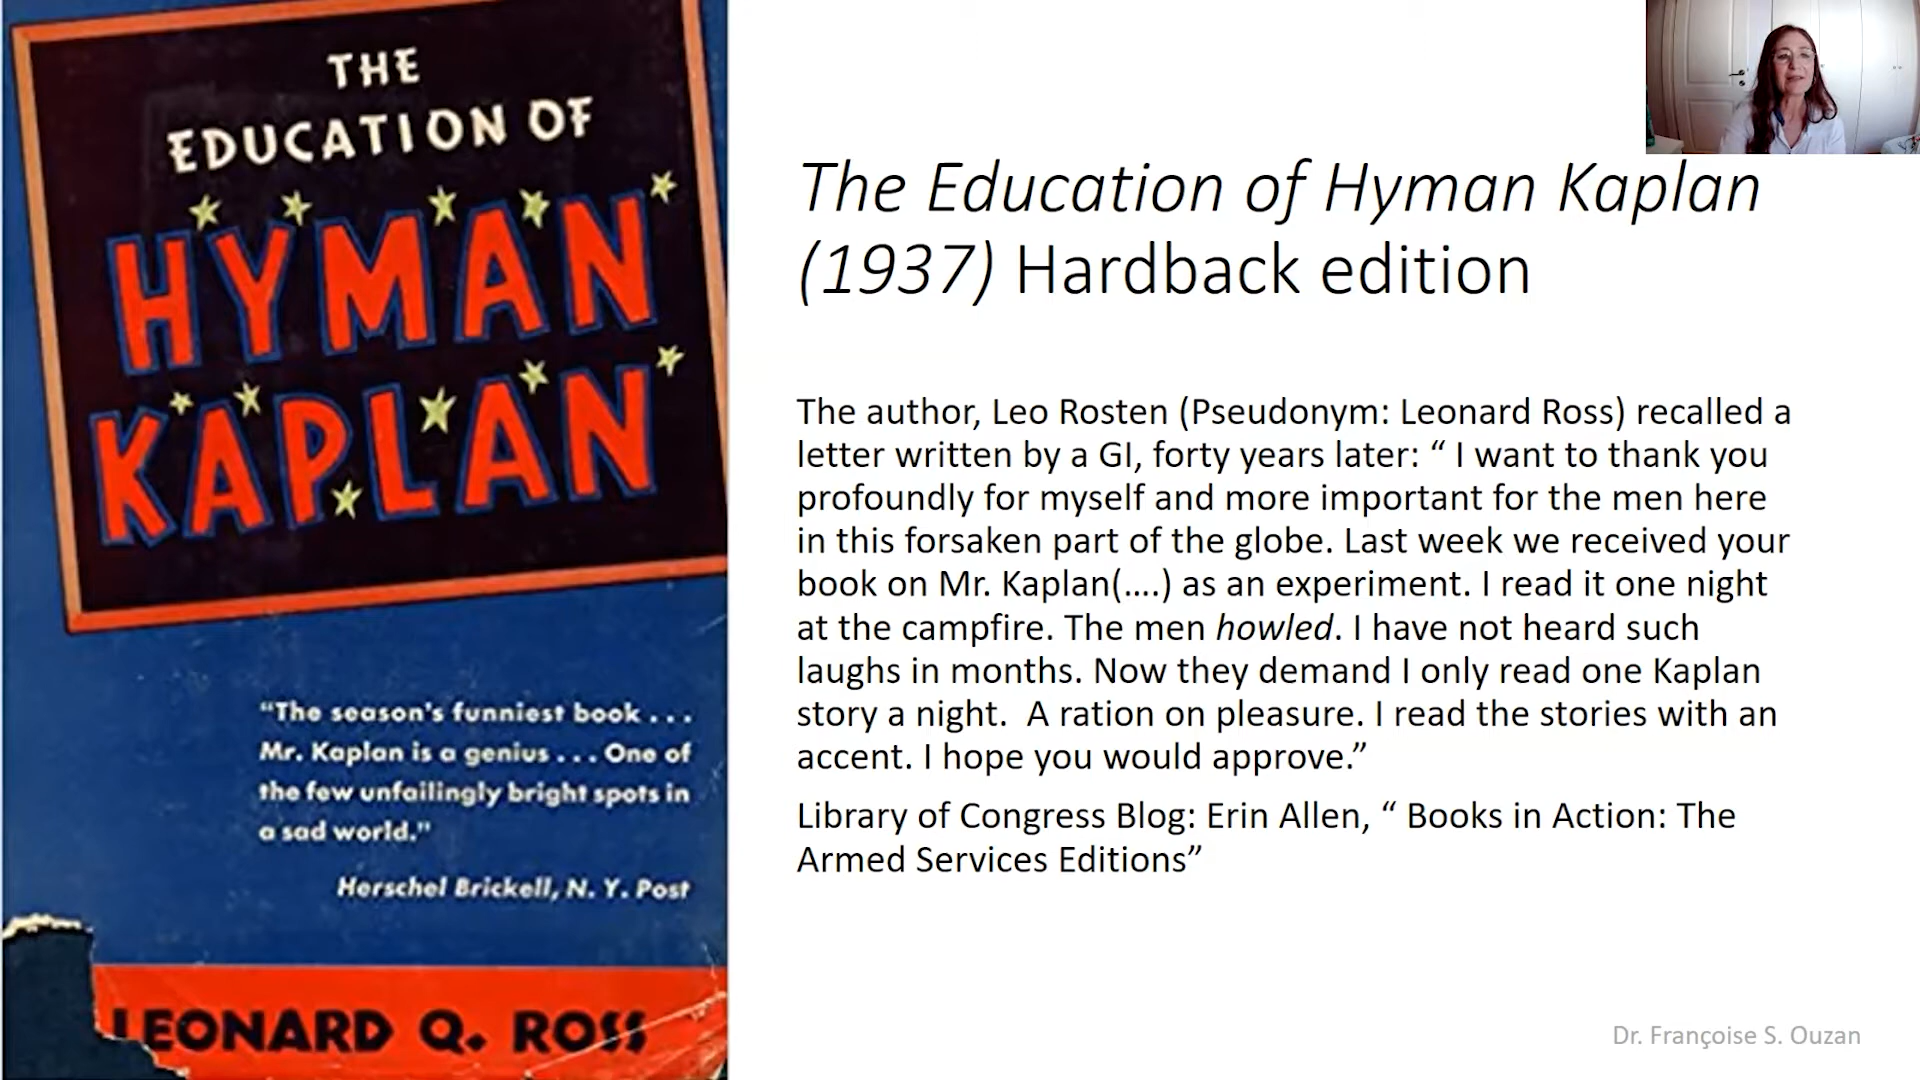 THE
EDUCATION OF
HYMAN
KAPLAN
"The season's funniest book . . .
Mr. Kaplan is a genius . . . One of
the few unfailingly bright spots in
a sad world."
Herschel Brickell, N. Y. Post
LEONARD Q. ROSS
The Education of Hyman Kaplan
(1937) Hardback edition
The author, Leo Rosten (Pseudonym: Leonard Ross) recalled a
letter written by a GI, forty years later: “ I want to thank you
profoundly for myself and more important for the men here
in this forsaken part of the globe. Last week we received your
book on Mr. Kaplan(....) as an experiment. I read it one night
at the campfire. The men howled. I have not heard such
laughs in months. Now they demand I only read one Kaplan
story a night.  A ration on pleasure. I read the stories with an
accent. I hope you would approve.”
Library of Congress Blog: Erin Allen, “ Books in Action: The
Armed Services Editions”
Dr. Françoise S. Ouzan